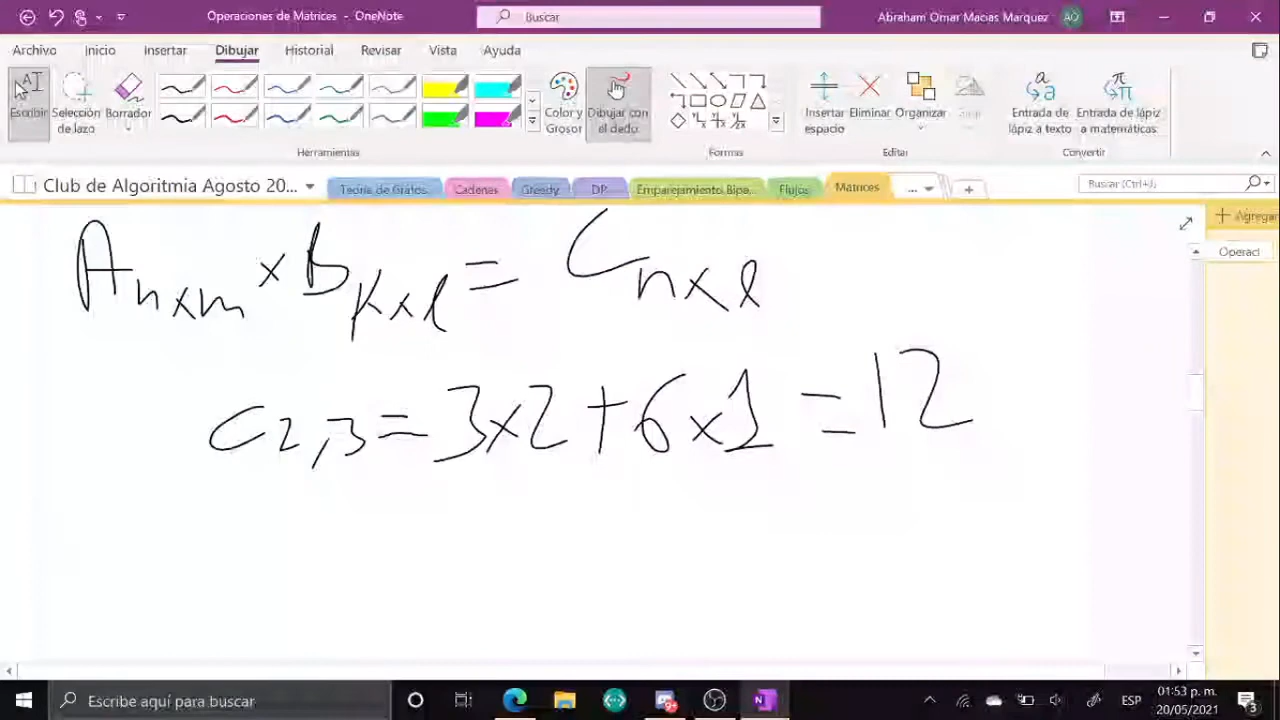 Operaciones de Matrices - OneNote
Buscar
Abraham Omar Macias Marquez
AO
Archivo Inicio Insertar Dibujar Historial Revisar Vista Ayuda
Escribir
Selección de lazo
Borrador
Color y Grosor
Dibujar con el dedo
Insertar espacio
Eliminar
Organizar
Entrada de lápiz a texto
Entrada de lápiz a matemáticas
Herramientas
Formas
Editar
Convertir
Club de Algoritmia Agosto 20...
Teoría de Grafos
Cadenas
Greedy
DP
Emparejamiento Bipa...
Flujos
Matrices
...
Buscar (Ctrl+J)
Agregar
Operaci
A n×m × B k×l = C n×l
C2,3 = 3×2 + 6×1 = 12
Escribe aquí para buscar
ESP
01:53 p. m.
20/05/2021
3